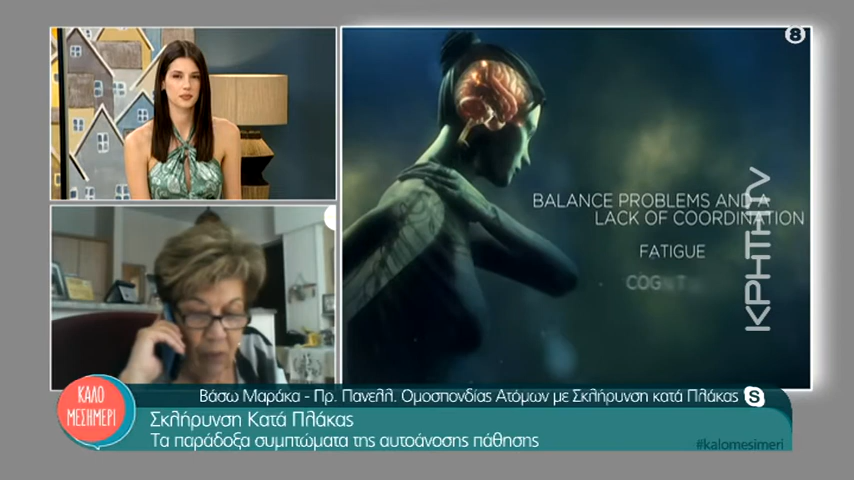 8
BALANCE PROBLEMS AND A
LACK OF COORDINATION
FATIGUE
ΚΡΗΤΗ TV
ΚΑΛΟ
ΜΕΣΗΜΕΡΙ
Βάσω Μαράκα - Πρ. Πανελλ. Ομοσπονδίας Ατόμων με Σκλήρυνση κατά Πλάκας
Σκλήρυνση Κατά Πλάκας
Τα παράδοξα συμπτώματα της αυτοάνοσης πάθησης
#kalomesimeri